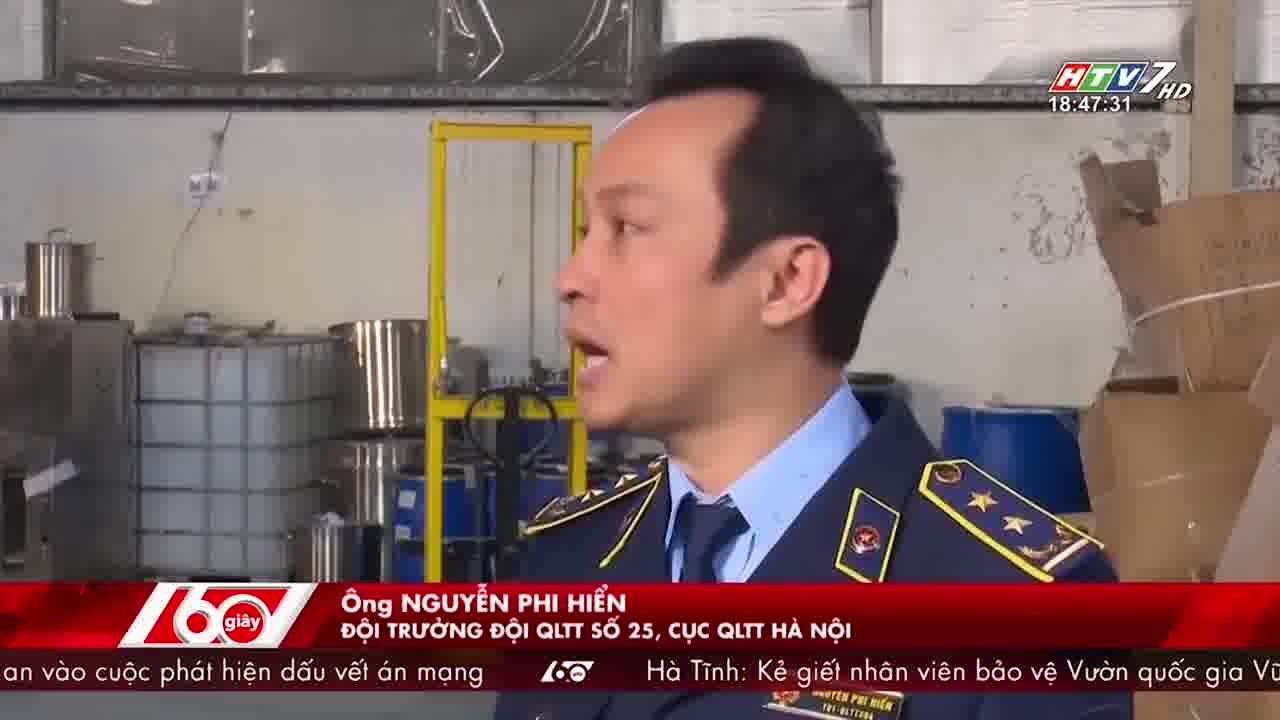 HTV7 HD
18:47:31
60 giây
Ông NGUYỄN PHI HIỂN
ĐỘI TRƯỞNG ĐỘI QLTT SỐ 25, CỤC QLTT HÀ NỘI
an vào cuộc phát hiện dấu vết án mạng 60 Hà Tĩnh: Kẻ giết nhân viên bảo vệ Vườn quốc gia Vũ
NGUYỄN PHI HIỂN